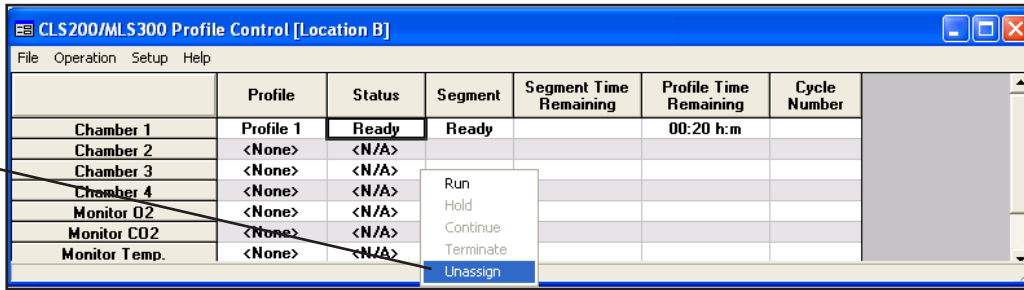 CLS200/MLS300 Profile Control [Location B]
File Operation Setup Help
Profile Status Segment Segment Time Remaining Profile Time Remaining Cycle Number
Chamber 1 Profile 1 Ready Ready 00:20 h:m
Chamber 2 <None> <N/A>
Chamber 3 <None> <N/A>
Chamber 4 <None> <N/A>
Monitor O2 <None> <N/A>
Monitor CO2 <None> <N/A>
Monitor Temp. <None> <N/A>
Run
Hold
Continue
Terminate
Unassign